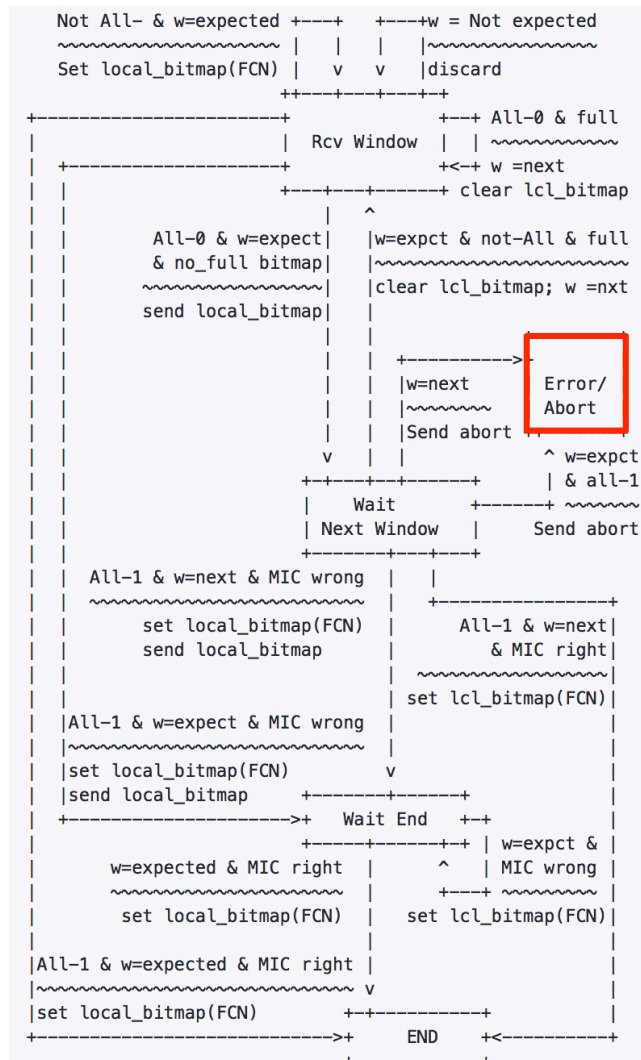 Not All- & w=expected +---+   +---+w = Not expected
~~~~~~~~~~~~~~~~~~~~~ |   |   |   |~~~~~~~~~~~~~~~~
Set local_bitmap(FCN) |   v   v   |discard
                      ++---+---+---+-+
+---------------------+              +--+ All-0 & full
|                     |  Rcv Window  |  | ~~~~~~~~~~~~
|  +------------------+              +<-+ w =next
|  |                  +---+---+------+ clear lcl_bitmap
|  |                      |   ^
|  |       All-0 & w=expect|   |w=expct & not-All & full
|  |       & no_full bitmap|   |~~~~~~~~~~~~~~~~~~~~~~~~
|  |      ~~~~~~~~~~~~~~~~~|   |clear lcl_bitmap; w =nxt
|  |      send local_bitmap|   |
|  |                      |   |
|  |                      |   |  +---------->+
|  |                      |   |  |w=next       Error/
|  |                      |   |  |~~~~~~~~     Abort
|  |                      |   |  |Send abort ++--------+
|  |                      v   |  |             ^ w=expct
|  |                    +-+---+--+------+      | & all-1
|  |                    |    Wait       +------+ ~~~~~~~
|  |                    | Next Window   |     Send abort
|  |                    +-------+---+---+
|  |  All-1 & w=next & MIC wrong  |   |
|  |  ~~~~~~~~~~~~~~~~~~~~~~~~~~  |   +----------------+
|  |      set local_bitmap(FCN)  |      All-1 & w=next|
|  |      send local_bitmap      |         & MIC right|
|  |                             |  ~~~~~~~~~~~~~~~~~~|
|  |                             | set lcl_bitmap(FCN)|
|  |All-1 & w=expect & MIC wrong  |                    |
|  |~~~~~~~~~~~~~~~~~~~~~~~~~~~~  |                    |
|  |set local_bitmap(FCN)        v                    |
|  |send local_bitmap     +-------+------+             |
|  +-------------------->+   Wait End   +-+           |
|                        +-----+------+-+ | w=expct & |
|       w=expected & MIC right  |      ^   | MIC wrong |
|       ~~~~~~~~~~~~~~~~~~~~~~  |      +---+ ~~~~~~~~~ |
|        set local_bitmap(FCN)  |   set lcl_bitmap(FCN)|
|                              |                      |
|All-1 & w=expected & MIC right |                      |
|~~~~~~~~~~~~~~~~~~~~~~~~~~~~~~ v                      |
|set local_bitmap(FCN)       +-+----------+           |
+--------------------------->+     END    +<----------+